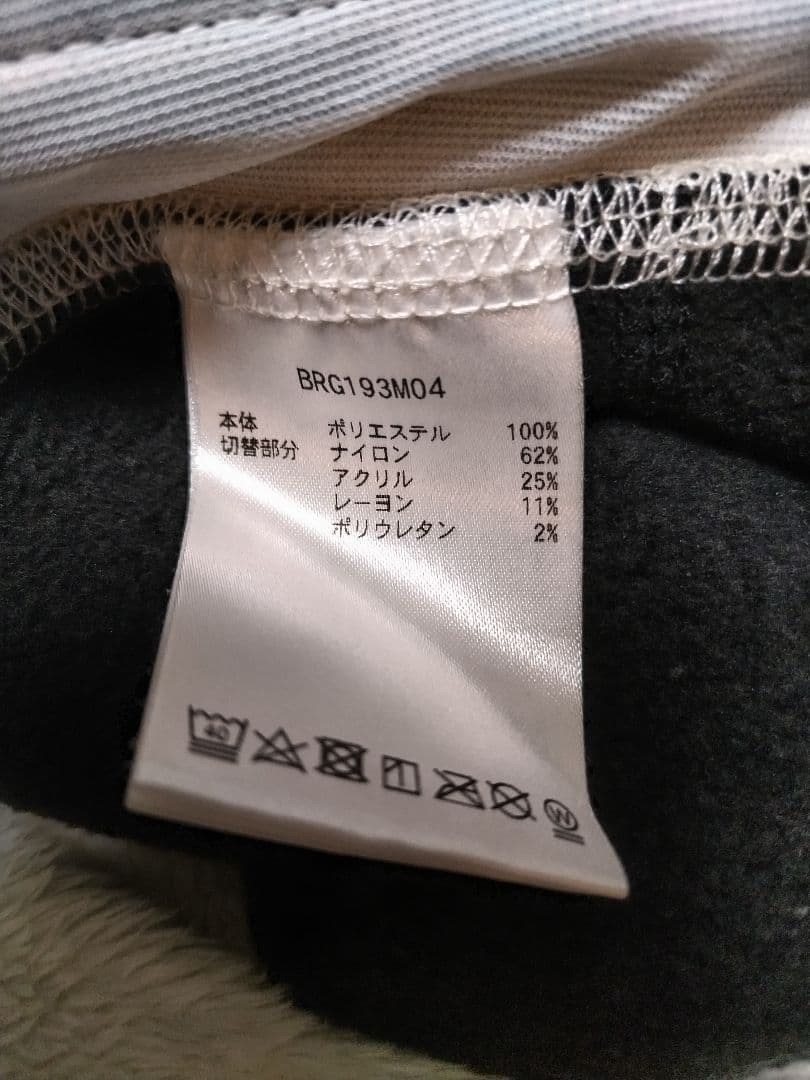 BRG193M04
本体 ポリエステル 100%
切替部分 ナイロン 62%
アクリル 25%
レーヨン 11%
ポリウレタン 2%
40
W